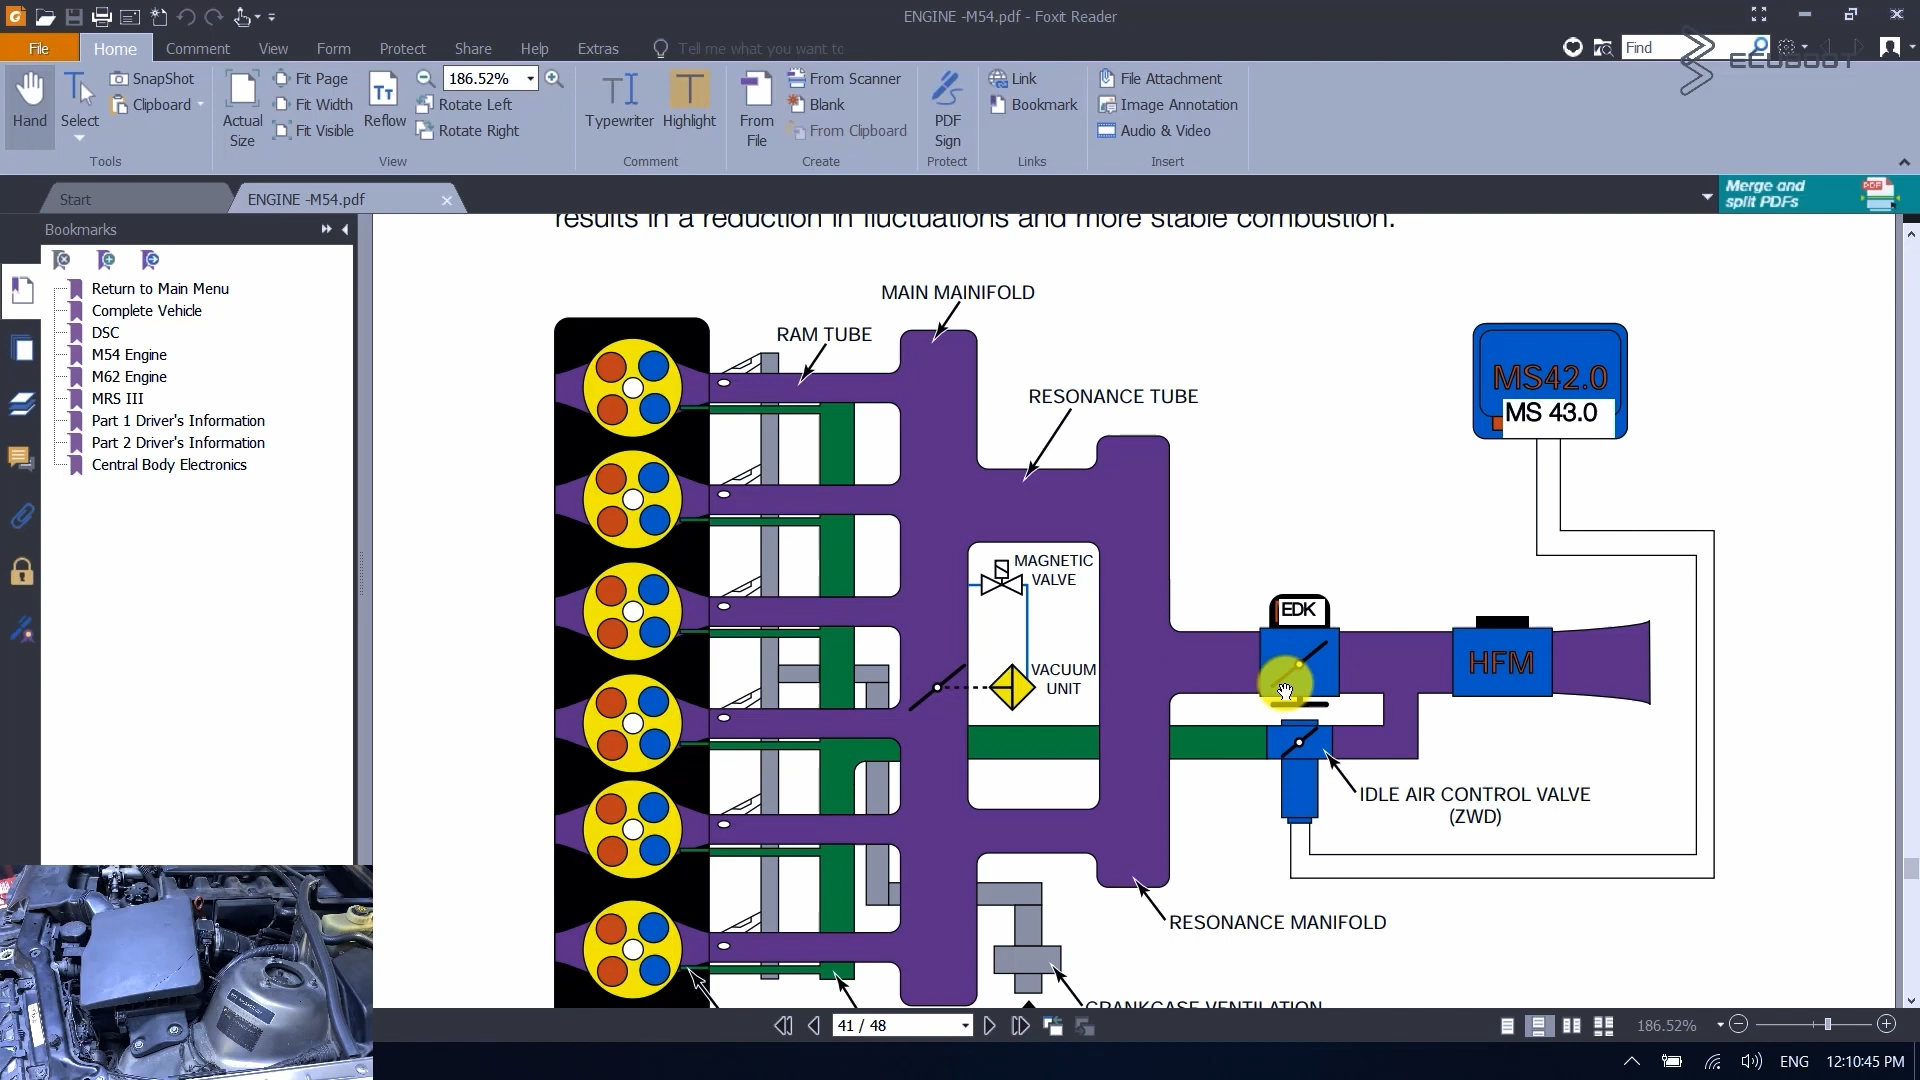 ENGINE -M54.pdf - Foxit Reader
File Home Comment View Form Protect Share Help Extras Tell me what you want to Find
ECUBOOT
Hand
Select
SnapShot
Clipboard
Tools
Actual Size
Fit Page
Fit Width
Fit Visible
Reflow
186.52%
Rotate Left
Rotate Right
View
Typewriter
Highlight
Comment
From File
From Scanner
Blank
From Clipboard
Create
PDF Sign
Protect
Link
Bookmark
Links
File Attachment
Image Annotation
Audio & Video
Insert
Start
ENGINE -M54.pdf
Merge and
split PDFs
PDF
Bookmarks
Return to Main Menu
Complete Vehicle
DSC
M54 Engine
M62 Engine
MRS III
Part 1 Driver's Information
Part 2 Driver's Information
Central Body Electronics
results in a reduction in fluctuations and more stable combustion.
MAIN MAINIFOLD
RAM TUBE
RESONANCE TUBE
MS42.0
MS 43.0
MAGNETIC
VALVE
EDK
HFM
VACUUM
UNIT
IDLE AIR CONTROL VALVE
(ZWD)
RESONANCE MANIFOLD
CRANKCASE VENTILATION
41 / 48
186.52%
ENG
12:10:45 PM